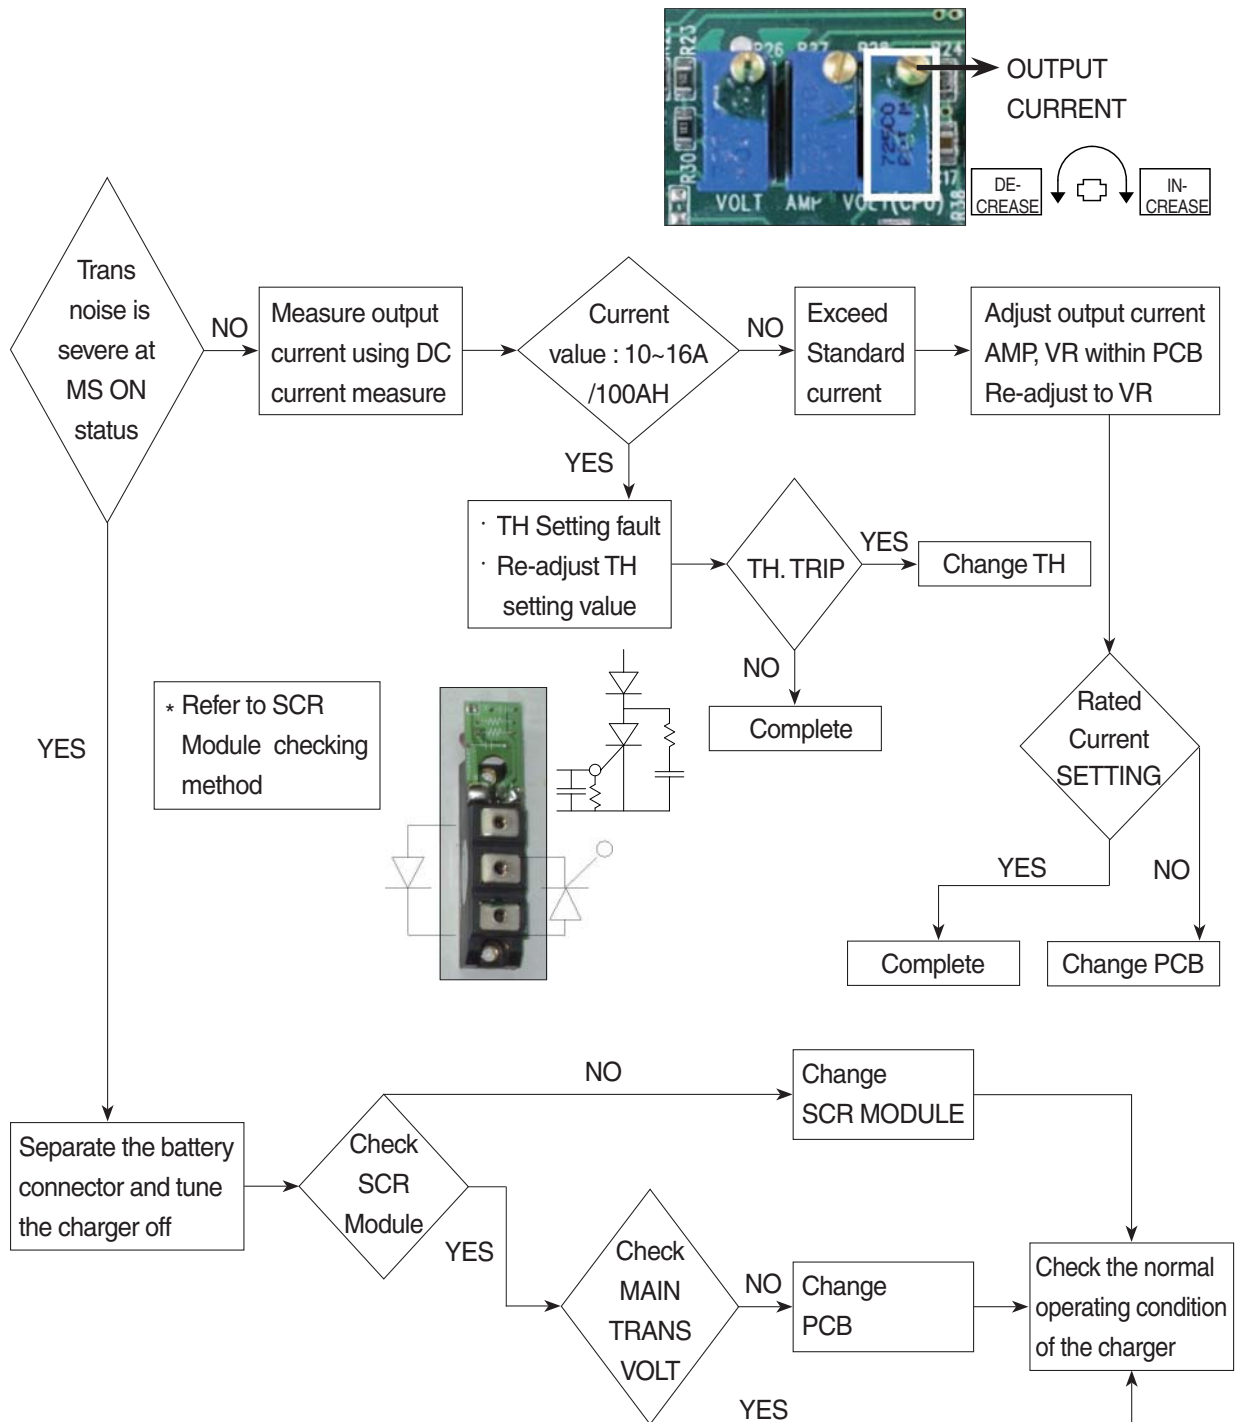 R23
R26
R27
R28
R24
R30
72500
C17
R38
VOLT
AMP
VOLT(CPU)
OUTPUT
CURRENT
DE-
CREASE
IN-
CREASE
Trans
noise is
severe at
MS ON
status
NO
Measure output
current using DC
current measure
Current
value : 10~16A
/100AH
NO
Exceed
Standard
current
Adjust output current
AMP, VR within PCB
Re-adjust to VR
YES
· TH Setting fault
· Re-adjust TH
setting value
TH. TRIP
YES
Change TH
NO
Complete
Rated
Current
SETTING
YES
NO
Complete
Change PCB
YES
* Refer to SCR
Module checking
method
Separate the battery
connector and tune
the charger off
Check
SCR
Module
NO
Change
SCR MODULE
YES
Check
MAIN
TRANS
VOLT
NO
Change
PCB
YES
Check the normal
operating condition
of the charger